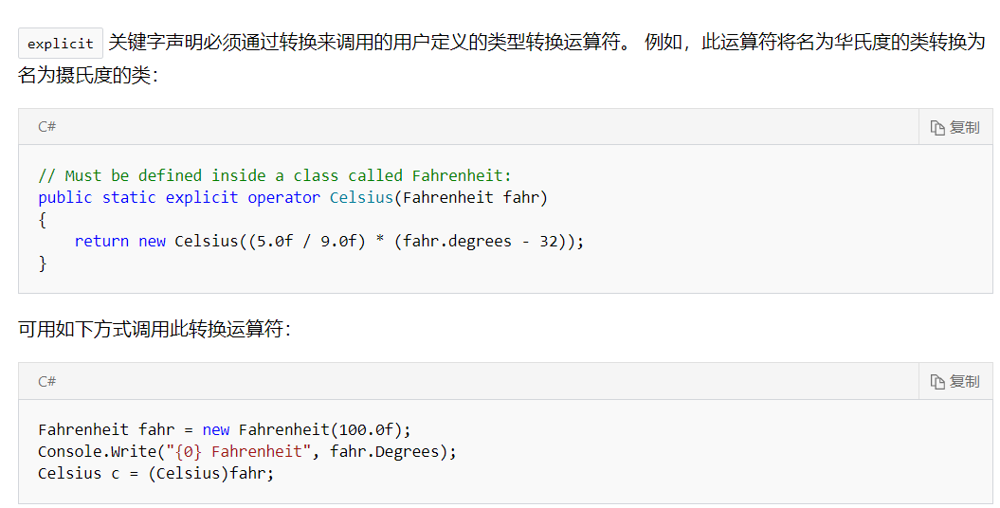 explicit 关键字声明必须通过转换来调用的用户定义的类型转换运算符。 例如，此运算符将名为华氏度的类转换为
名为摄氏度的类：
C#
复制
// Must be defined inside a class called Fahrenheit:
public static explicit operator Celsius(Fahrenheit fahr)
{
    return new Celsius((5.0f / 9.0f) * (fahr.degrees - 32));
}
可用如下方式调用此转换运算符：
C#
复制
Fahrenheit fahr = new Fahrenheit(100.0f);
Console.Write("{0} Fahrenheit", fahr.Degrees);
Celsius c = (Celsius)fahr;